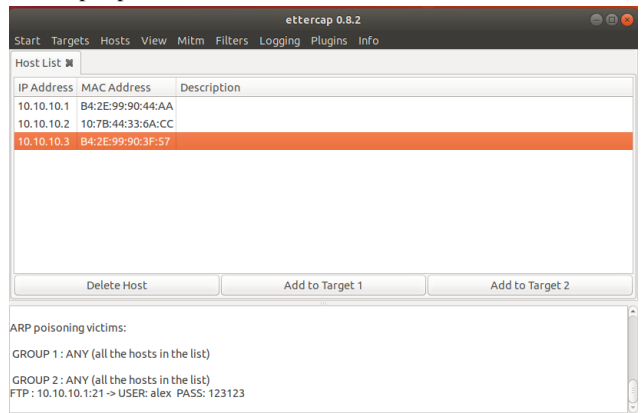 ettercap 0.8.2
Start Targets Hosts View Mitm Filters Logging Plugins Info
Host List
IP Address MAC Address Description
10.10.10.1 B4:2E:99:90:44:AA
10.10.10.2 10:7B:44:33:6A:CC
10.10.10.3 B4:2E:99:90:3F:57
Delete Host Add to Target 1 Add to Target 2
ARP poisoning victims:
GROUP 1 : ANY (all the hosts in the list)
GROUP 2 : ANY (all the hosts in the list)
FTP : 10.10.10.1:21 -> USER: alex PASS: 123123